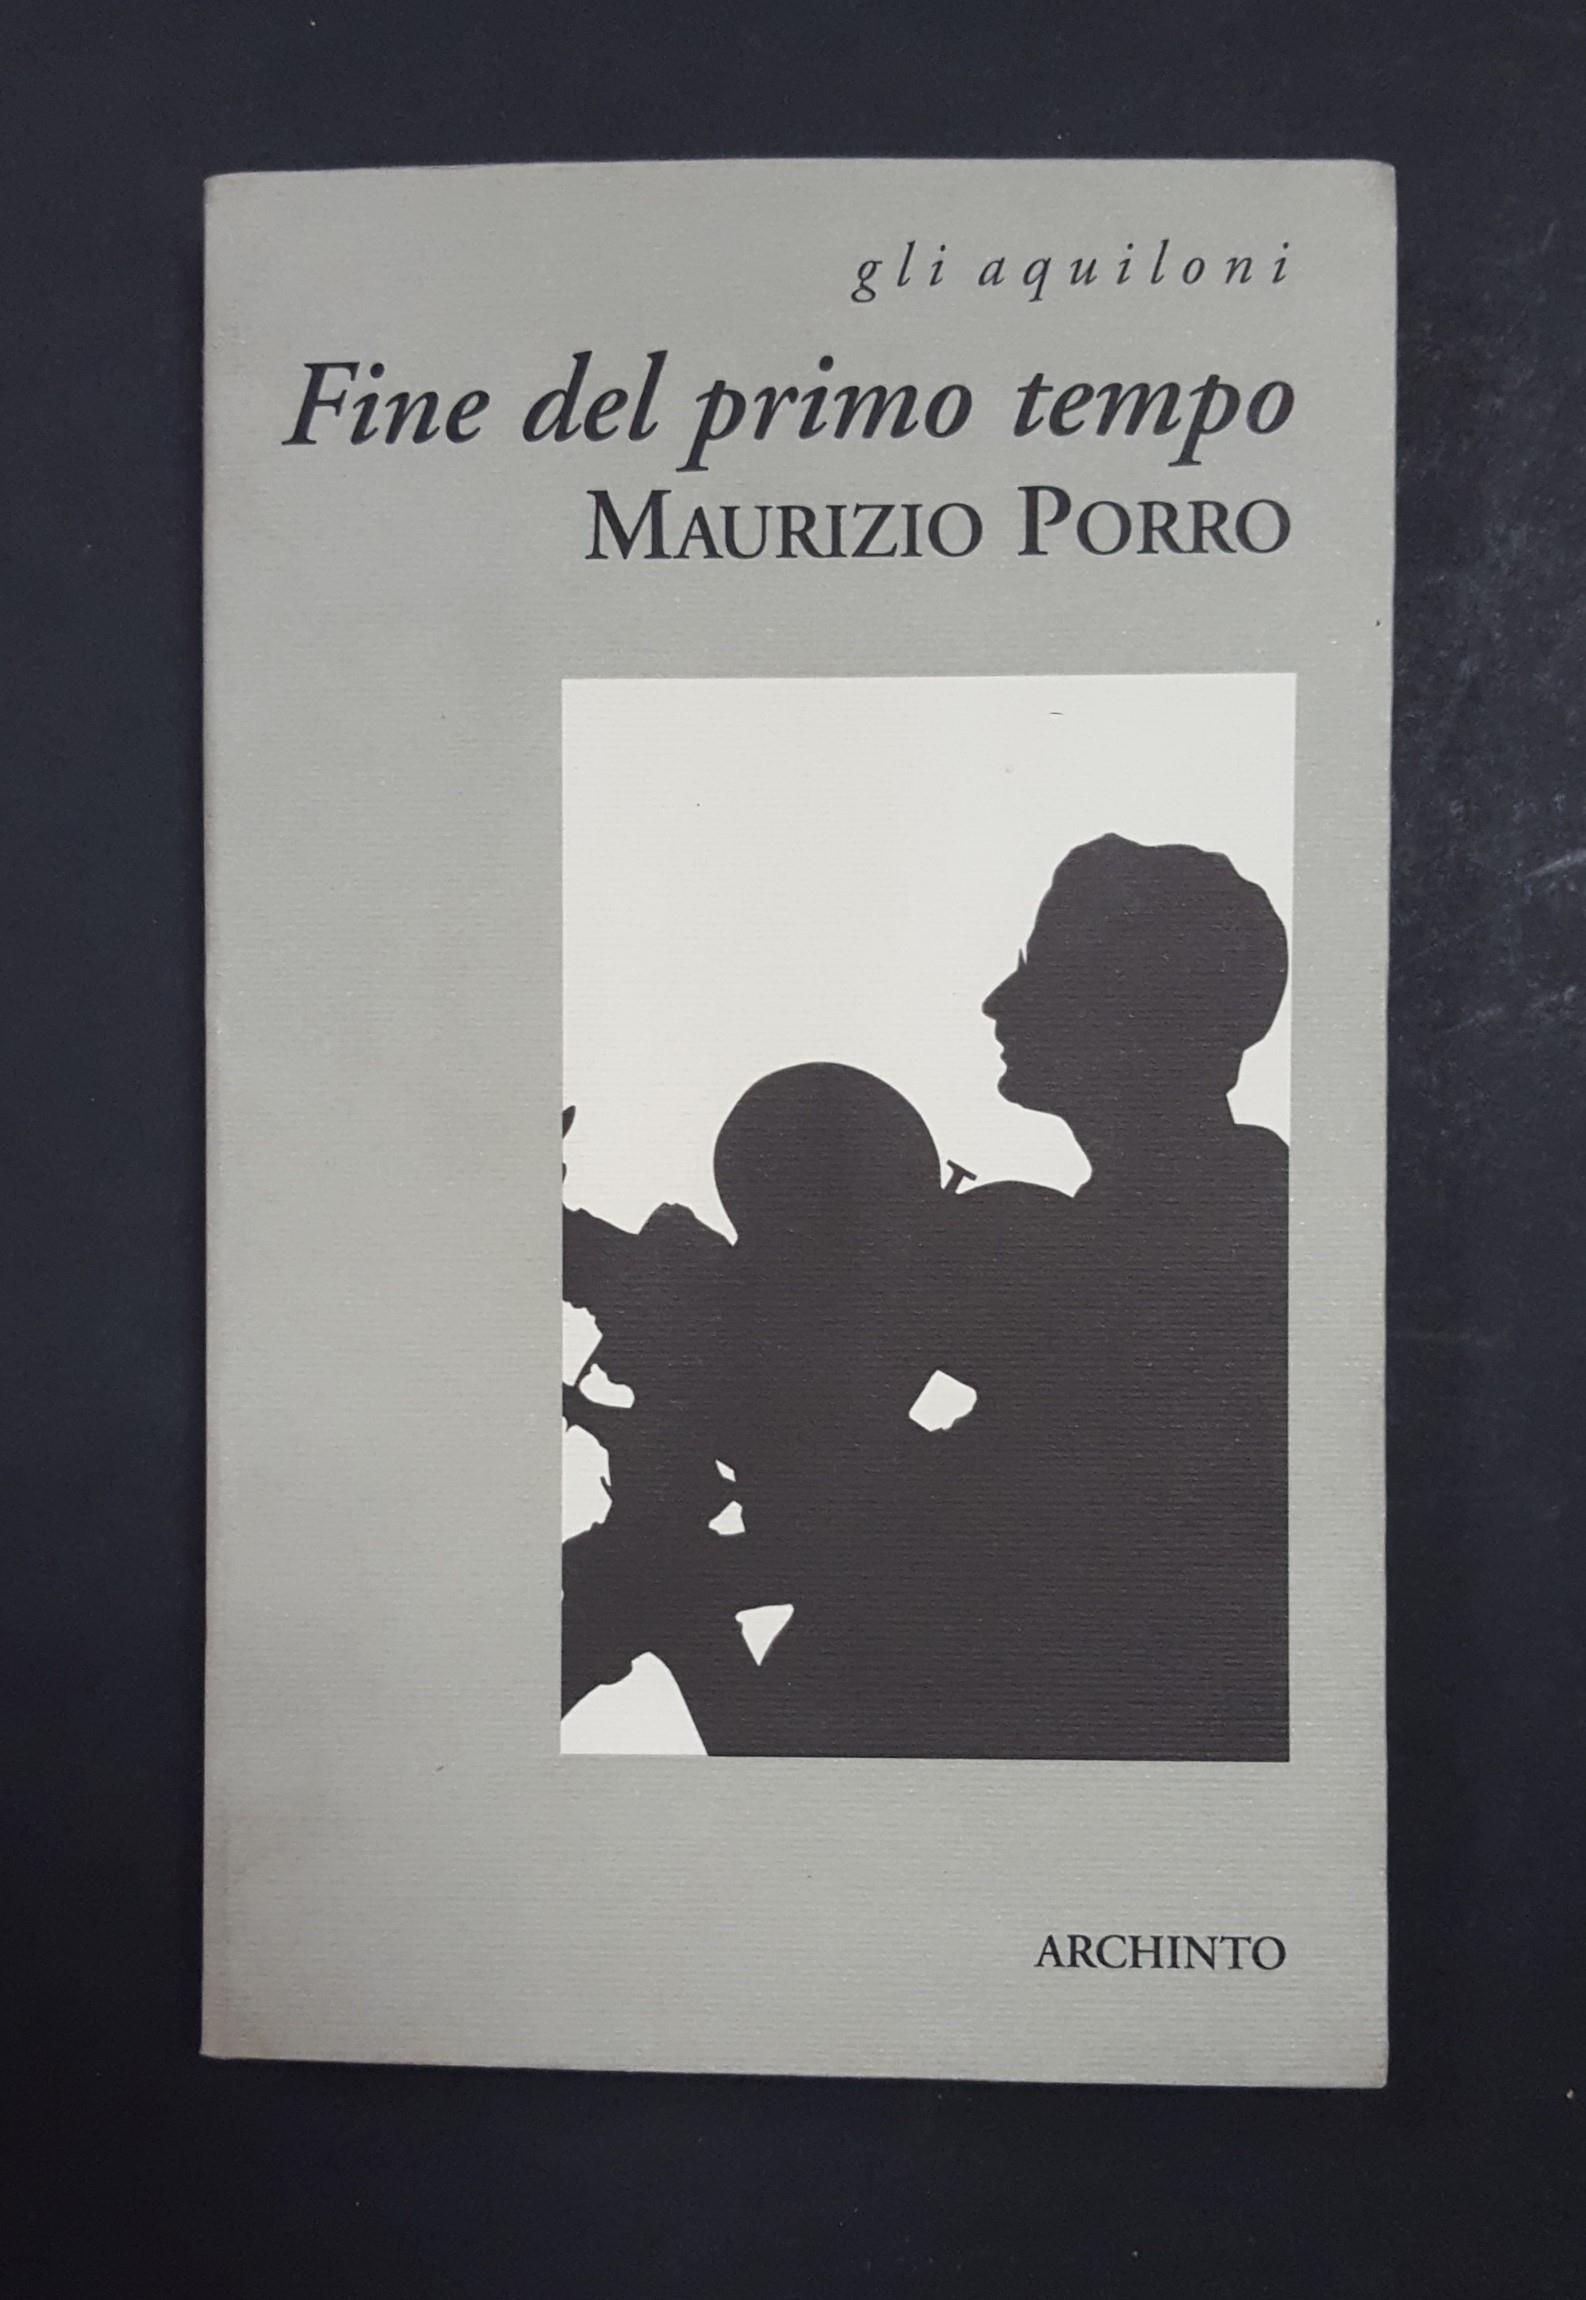 gli aquiloni
Fine del primo tempo
MAURIZIO PORRO
ARCHINTO